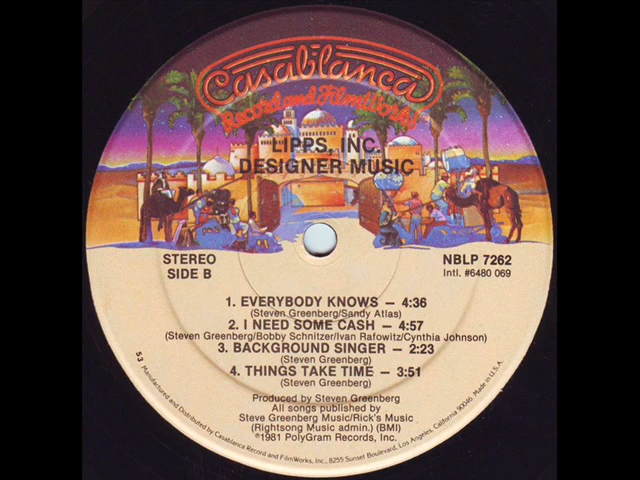 Casablanca
Record and FilmWorks
LIPPS, INC.
DESIGNER MUSIC
STEREO
SIDE B
NBLP 7262
Intl. #6480 069
1. EVERYBODY KNOWS — 4:36
(Steven Greenberg/Sandy Atlas)
2. I NEED SOME CASH — 4:57
(Steven Greenberg/Bobby Schnitzer/Ivan Rafowitz/Cynthia Johnson)
3. BACKGROUND SINGER — 2:23
(Steven Greenberg)
4. THINGS TAKE TIME — 3:51
(Steven Greenberg)
Produced by Steven Greenberg
All songs published by
Steve Greenberg Music/Rick's Music
(Rightsong Music admin.) (BMI)
℗1981 PolyGram Records, Inc.
53 Manufactured and Distributed by Casablanca Record and FilmWorks, Inc., 8255 Sunset Boulevard, Los Angeles, California 90046. Made in U.S.A.